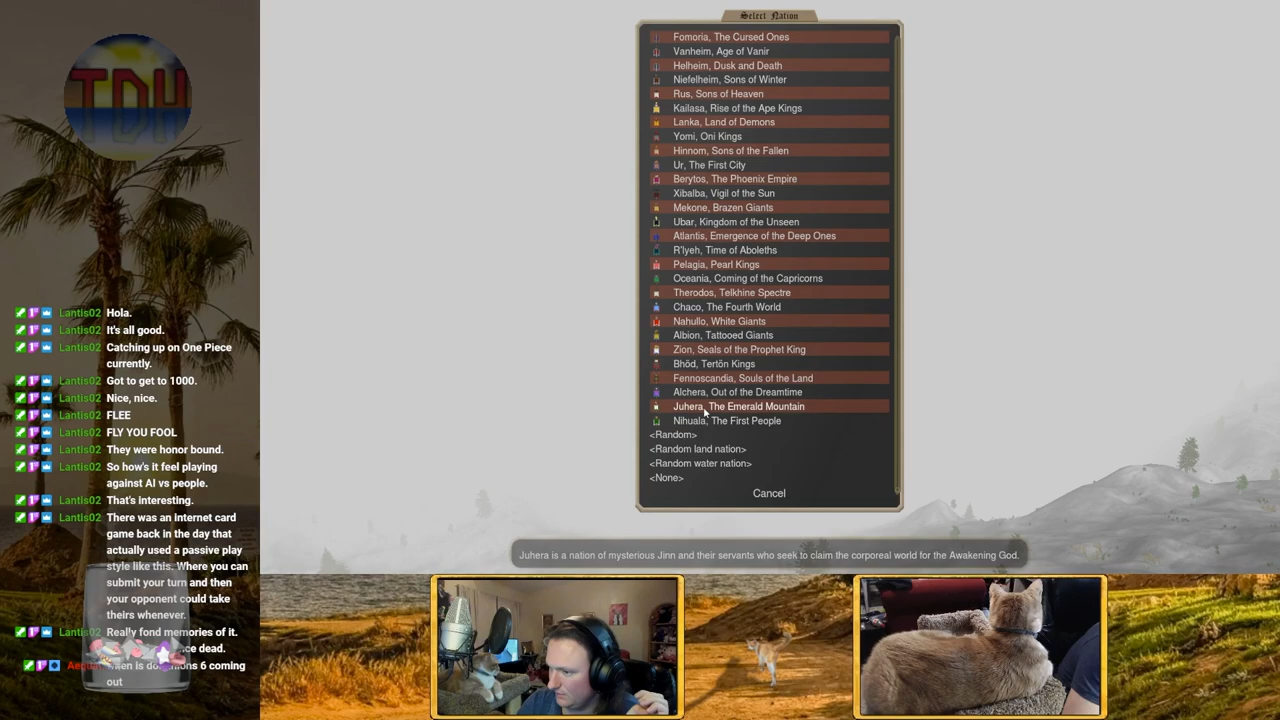 TDH
Select Nation
Fomoria, The Cursed Ones
Vanheim, Age of Vanir
Helheim, Dusk and Death
Niefelheim, Sons of Winter
Rus, Sons of Heaven
Kailasa, Rise of the Ape Kings
Lanka, Land of Demons
Yomi, Oni Kings
Hinnom, Sons of the Fallen
Ur, The First City
Berytos, The Phoenix Empire
Xibalba, Vigil of the Sun
Mekone, Brazen Giants
Ubar, Kingdom of the Unseen
Atlantis, Emergence of the Deep Ones
R'lyeh, Time of Aboleths
Pelagia, Pearl Kings
Oceania, Coming of the Capricorns
Therodos, Telkhine Spectre
Chaco, The Fourth World
Nahullo, White Giants
Albion, Tattooed Giants
Zion, Seals of the Prophet King
Bhöd, Tertön Kings
Fennoscandia, Souls of the Land
Alchera, Out of the Dreamtime
Juhera, The Emerald Mountain
Nihuala, The First People
<Random>
<Random land nation>
<Random water nation>
<None>
Cancel
Juhera is a nation of mysterious Jinn and their servants who seek to claim the corporeal world for the Awakening God.
Lantis02 Hola.
Lantis02 It's all good.
Lantis02 Catching up on One Piece
currently.
Lantis02 Got to get to 1000.
Lantis02 Nice, nice.
Lantis02 FLEE
Lantis02 FLY YOU FOOL
Lantis02 They were honor bound.
Lantis02 So how's it feel playing
against AI vs people.
Lantis02 That's interesting.
Lantis02 There was an internet card
game back in the day that
actually used a passive play
style like this. Where you can
submit your turn and then
your opponent could take
theirs whenever.
Lantis02 Really fond memories of it.
dead.
is 6 coming
out